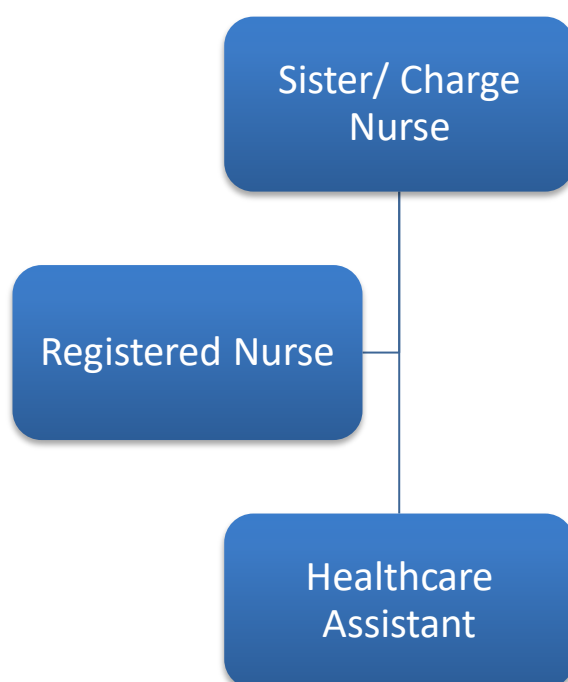 Sister/ Charge
Nurse
Registered Nurse
Healthcare
Assistant